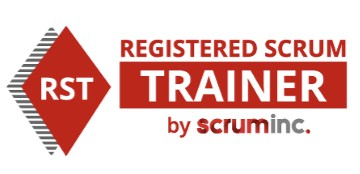 RST
REGISTERED SCRUM
TRAINER
by scruminc.